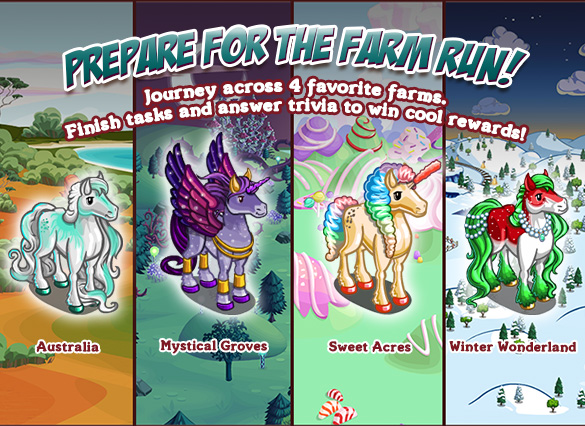 PREPARE FOR THE FARM RUN!
Journey across 4 favorite farms.
Finish tasks and answer trivia to win cool rewards!
Australia
Mystical Groves
Sweet Acres
Winter Wonderland